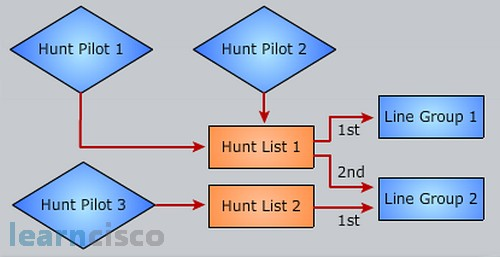 Hunt Pilot 1
Hunt Pilot 2
Line Group 1
1st
Hunt List 1
2nd
Hunt Pilot 3
Hunt List 2
Line Group 2
1st
learncisco